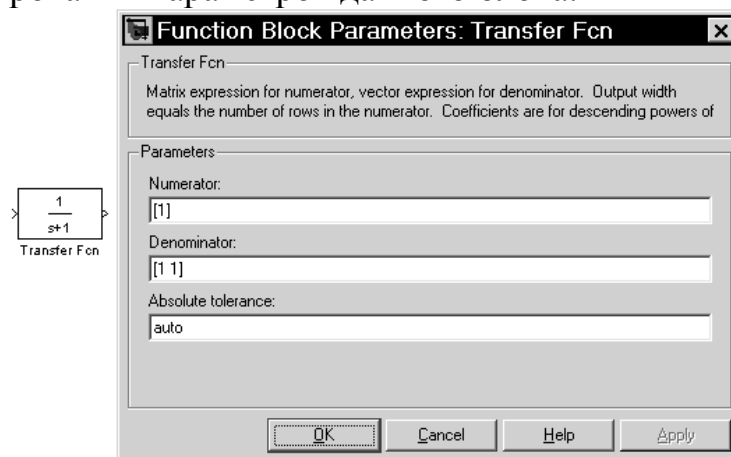 Function Block Parameters: Transfer Fcn
Transfer Fcn
Matrix expression for numerator, vector expression for denominator. Output width
equals the number of rows in the numerator. Coefficients are for descending powers of
Parameters
Numerator:
[1]
Denominator:
[1 1]
Absolute tolerance:
auto
OK Cancel Help Apply
1
s+1
Transfer Fcn